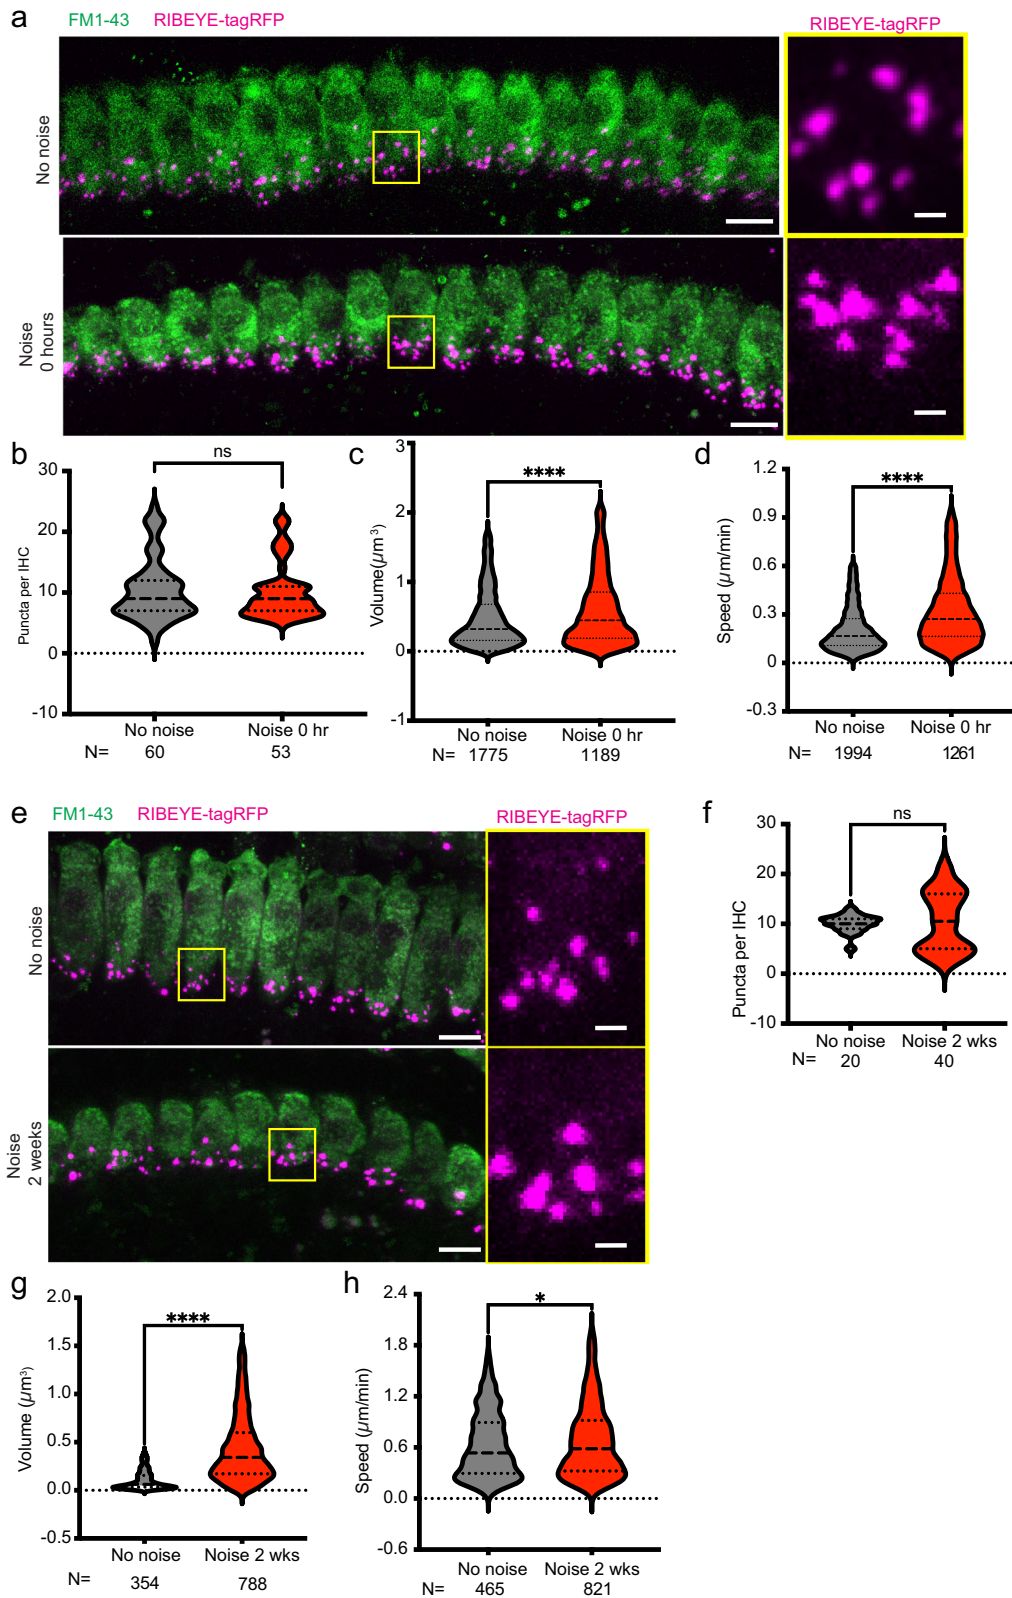 a
FM1-43 RIBEYE-tagRFP
RIBEYE-tagRFP
No noise
Noise
0 hours
b
ns
Puncta per IHC
30
20
10
0
-10
No noise Noise 0 hr
N= 60 53
c
****
Volume(µm³)
3
2
1
0
-1
No noise Noise 0 hr
N= 1775 1189
d
****
Speed (µm/min)
1.2
0.9
0.6
0.3
0
-0.3
No noise Noise 0 hr
N= 1994 1261
e
FM1-43 RIBEYE-tagRFP
RIBEYE-tagRFP
No noise
Noise
2 weeks
f
ns
Puncta per IHC
30
20
10
0
-10
No noise Noise 2 wks
N= 20 40
g
****
Volume (µm³)
2.0
1.5
1.0
0.5
0.0
-0.5
No noise Noise 2 wks
N= 354 788
h
*
Speed (µm/min)
2.4
1.8
1.2
0.6
0.0
-0.6
No noise Noise 2 wks
N= 465 821